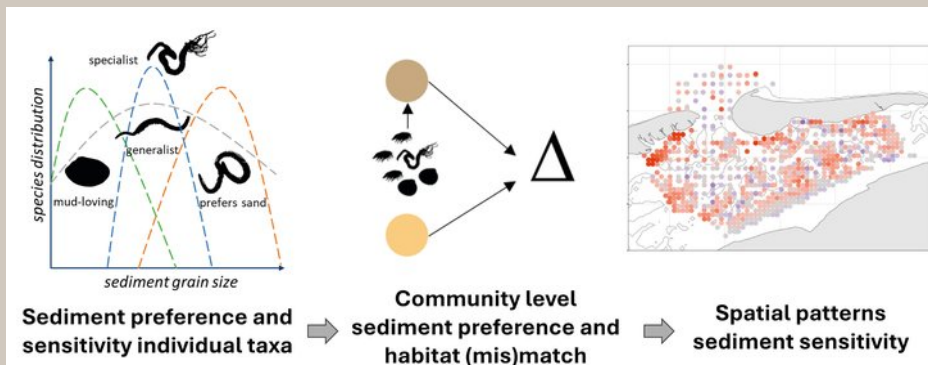 specialist
species distribution
generalist
mud-loving
prefers sand
sediment grain size
Δ
Sediment preference and
sensitivity individual taxa
Community level
sediment preference and
habitat (mis)match
Spatial patterns
sediment sensitivity